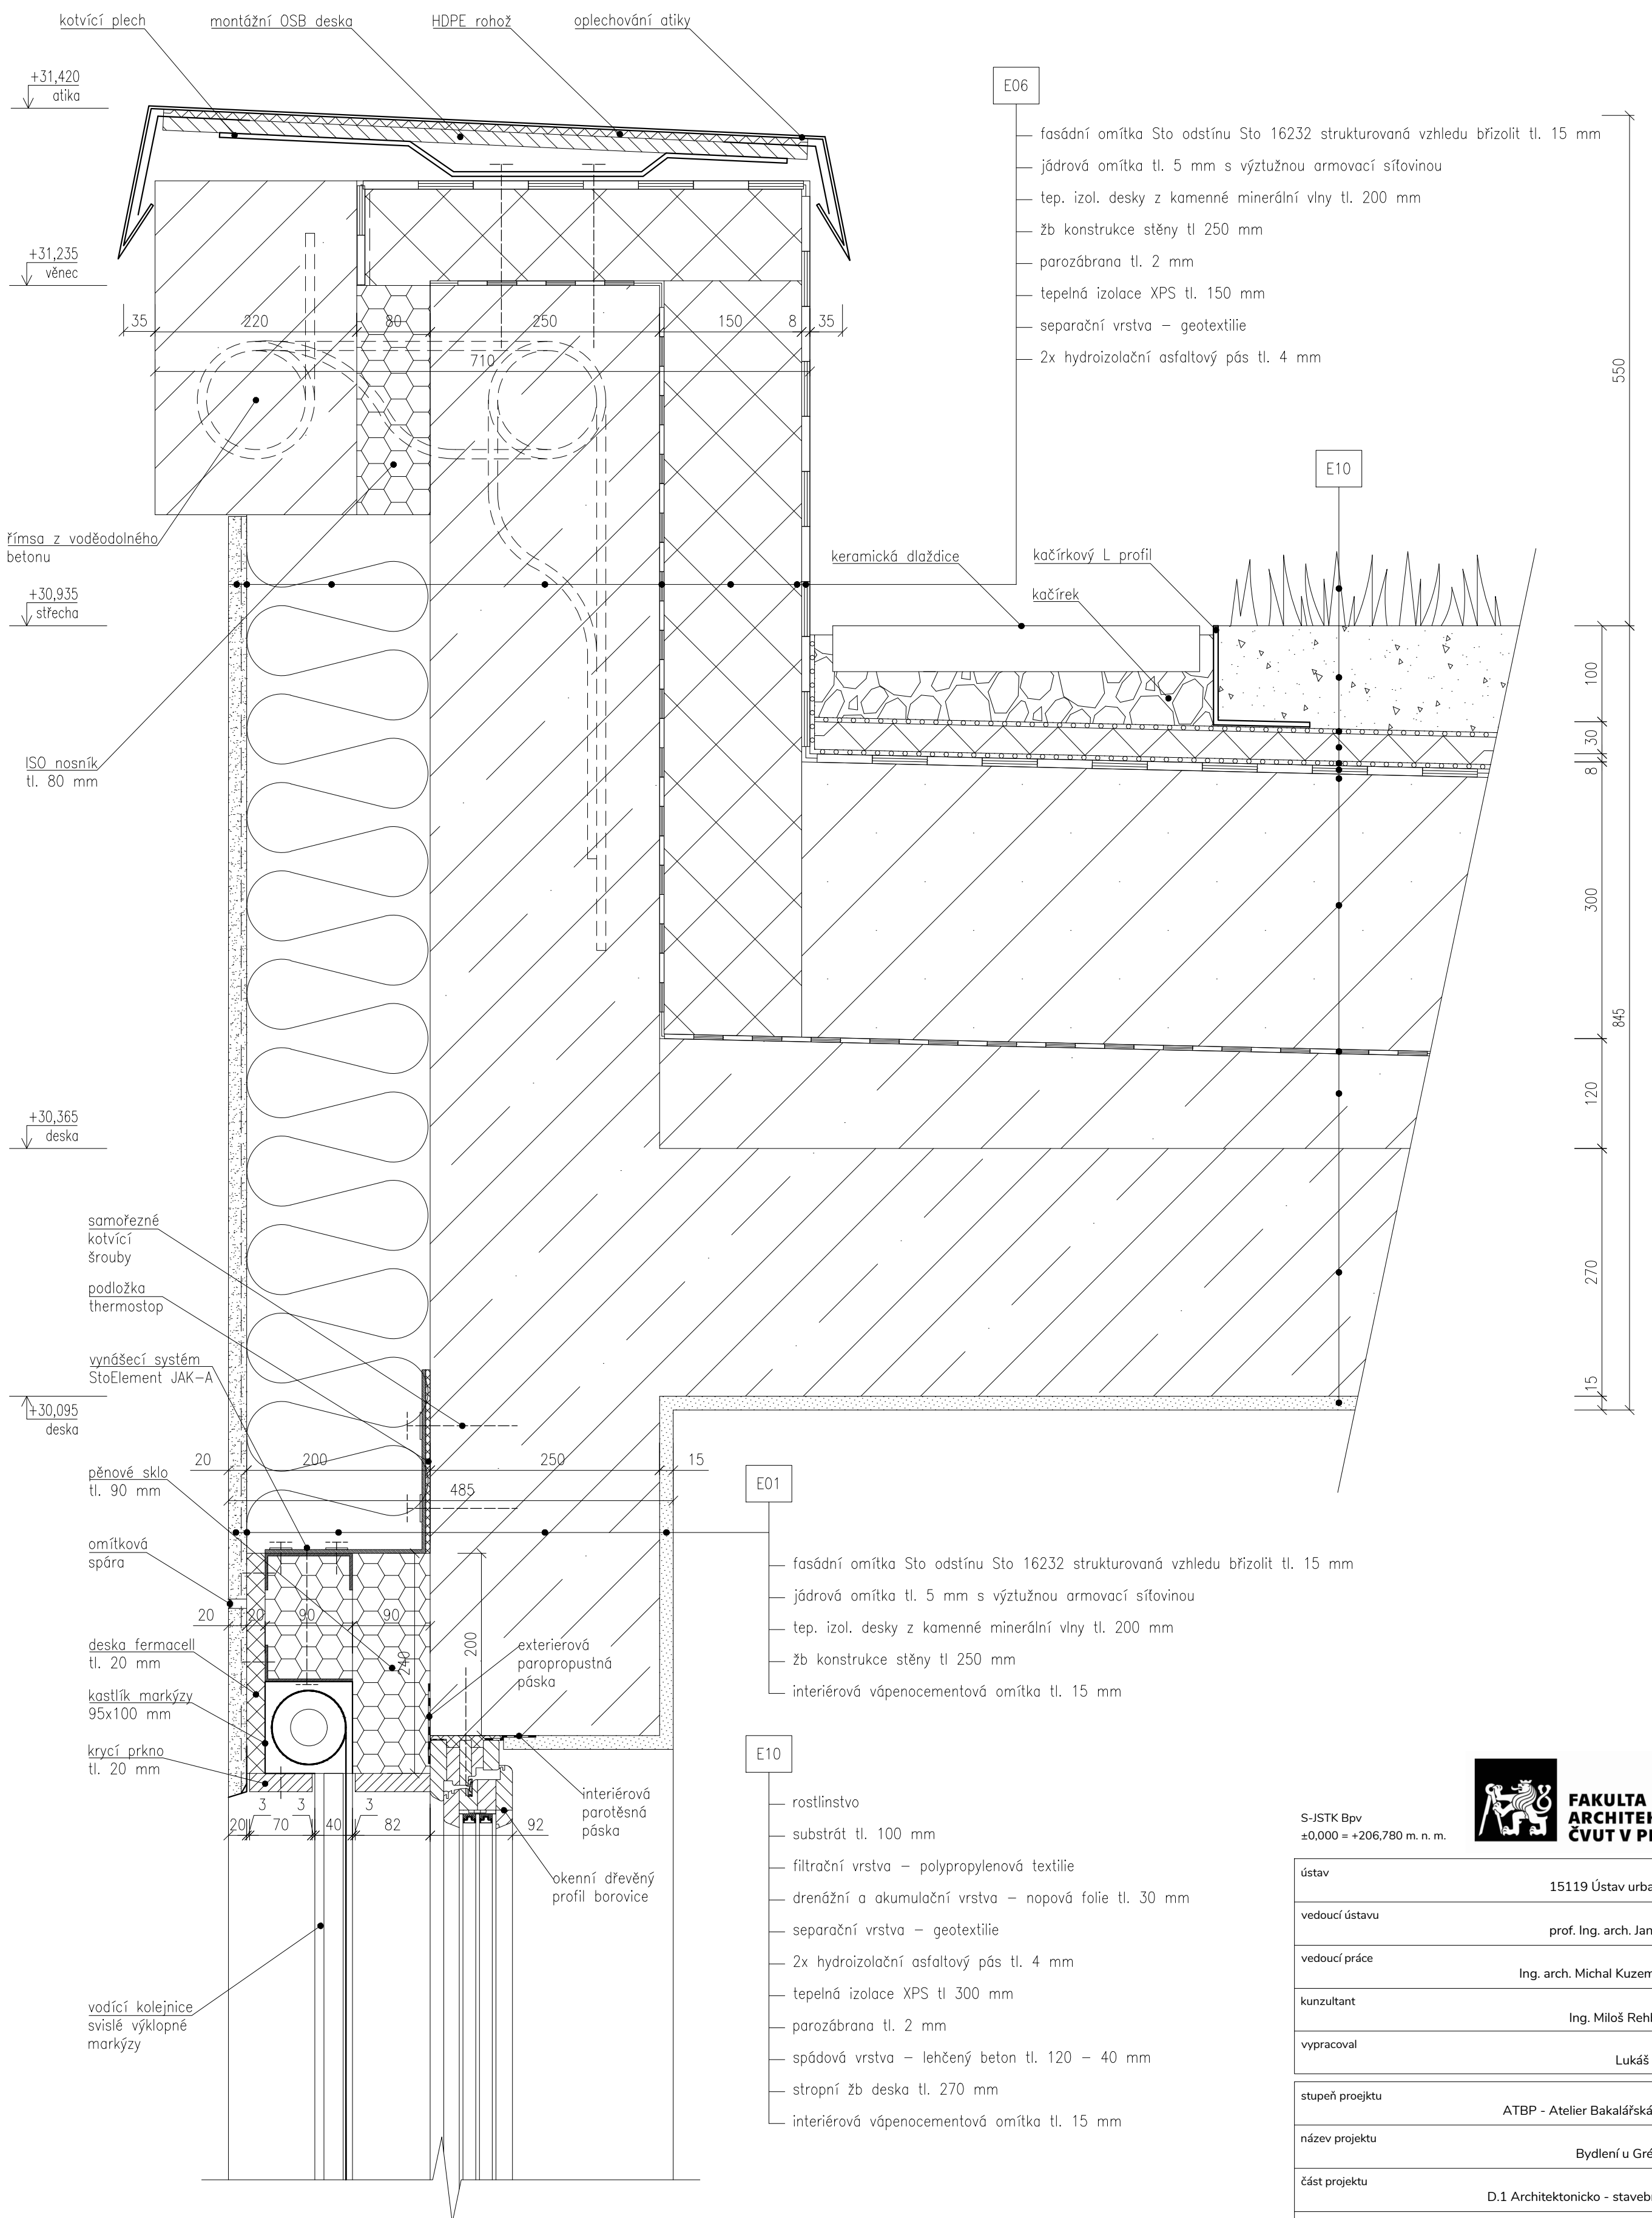 kotvící plech
montážní OSB deska
HDPE rohož
oplechování atiky
+31,420
atika
E06
fasádní omítka Sto odstínu Sto 16232 strukturovaná vzhledu břizolit tl. 15 mm
jádrová omítka tl. 5 mm s výztužnou armovací síťovinou
tep. izol. desky z kamenné minerální vlny tl. 200 mm
žb konstrukce stěny tl 250 mm
parozábrana tl. 2 mm
tepelná izolace XPS tl. 150 mm
separační vrstva – geotextilie
2x hydroizolační asfaltový pás tl. 4 mm
+31,235
věnec
35
220
80
250
150
8
35
710
550
E10
římsa z voděodolného
betonu
keramická dlaždice
kačírkový L profil
kačírek
+30,935
střecha
100
30
8
300
845
120
270
15
ISO nosník
tl. 80 mm
+30,365
deska
samořezné
kotvící
šrouby
podložka
thermostop
vynášecí systém
StoElement JAK–A
+30,095
deska
20
200
250
15
485
pěnové sklo
tl. 90 mm
omítková
spára
E01
fasádní omítka Sto odstínu Sto 16232 strukturovaná vzhledu břizolit tl. 15 mm
jádrová omítka tl. 5 mm s výztužnou armovací síťovinou
tep. izol. desky z kamenné minerální vlny tl. 200 mm
žb konstrukce stěny tl 250 mm
interiérová vápenocementová omítka tl. 15 mm
20
20
90
90
240
200
deska fermacell
tl. 20 mm
kastlík markýzy
95x100 mm
krycí prkno
tl. 20 mm
exterierová
paropropustná
páska
interiérová
parotěsná
páska
3
3
3
20
70
40
82
92
okenní dřevěný
profil borovice
vodící kolejnice
svislé výklopné
markýzy
E10
rostlinstvo
substrát tl. 100 mm
filtrační vrstva – polypropylenová textilie
drenážní a akumulační vrstva – nopová folie tl. 30 mm
separační vrstva – geotextilie
2x hydroizolační asfaltový pás tl. 4 mm
tepelná izolace XPS tl 300 mm
parozábrana tl. 2 mm
spádová vrstva – lehčený beton tl. 120 – 40 mm
stropní žb deska tl. 270 mm
interiérová vápenocementová omítka tl. 15 mm
S-JSTK Bpv
±0,000 = +206,780 m. n. m.
FAKULTA
ČVUT V
ústav
15119 Ústav
vedoucí ústavu
prof. Ing. arch. Jan
vedoucí práce
Ing. arch. Michal
kunzultant
Ing. Miloš
vypracoval
Lukáš
stupeň proejktu
ATBP - Atelier
název projektu
Bydlení u
část projektu
D.1 Architektonicko -